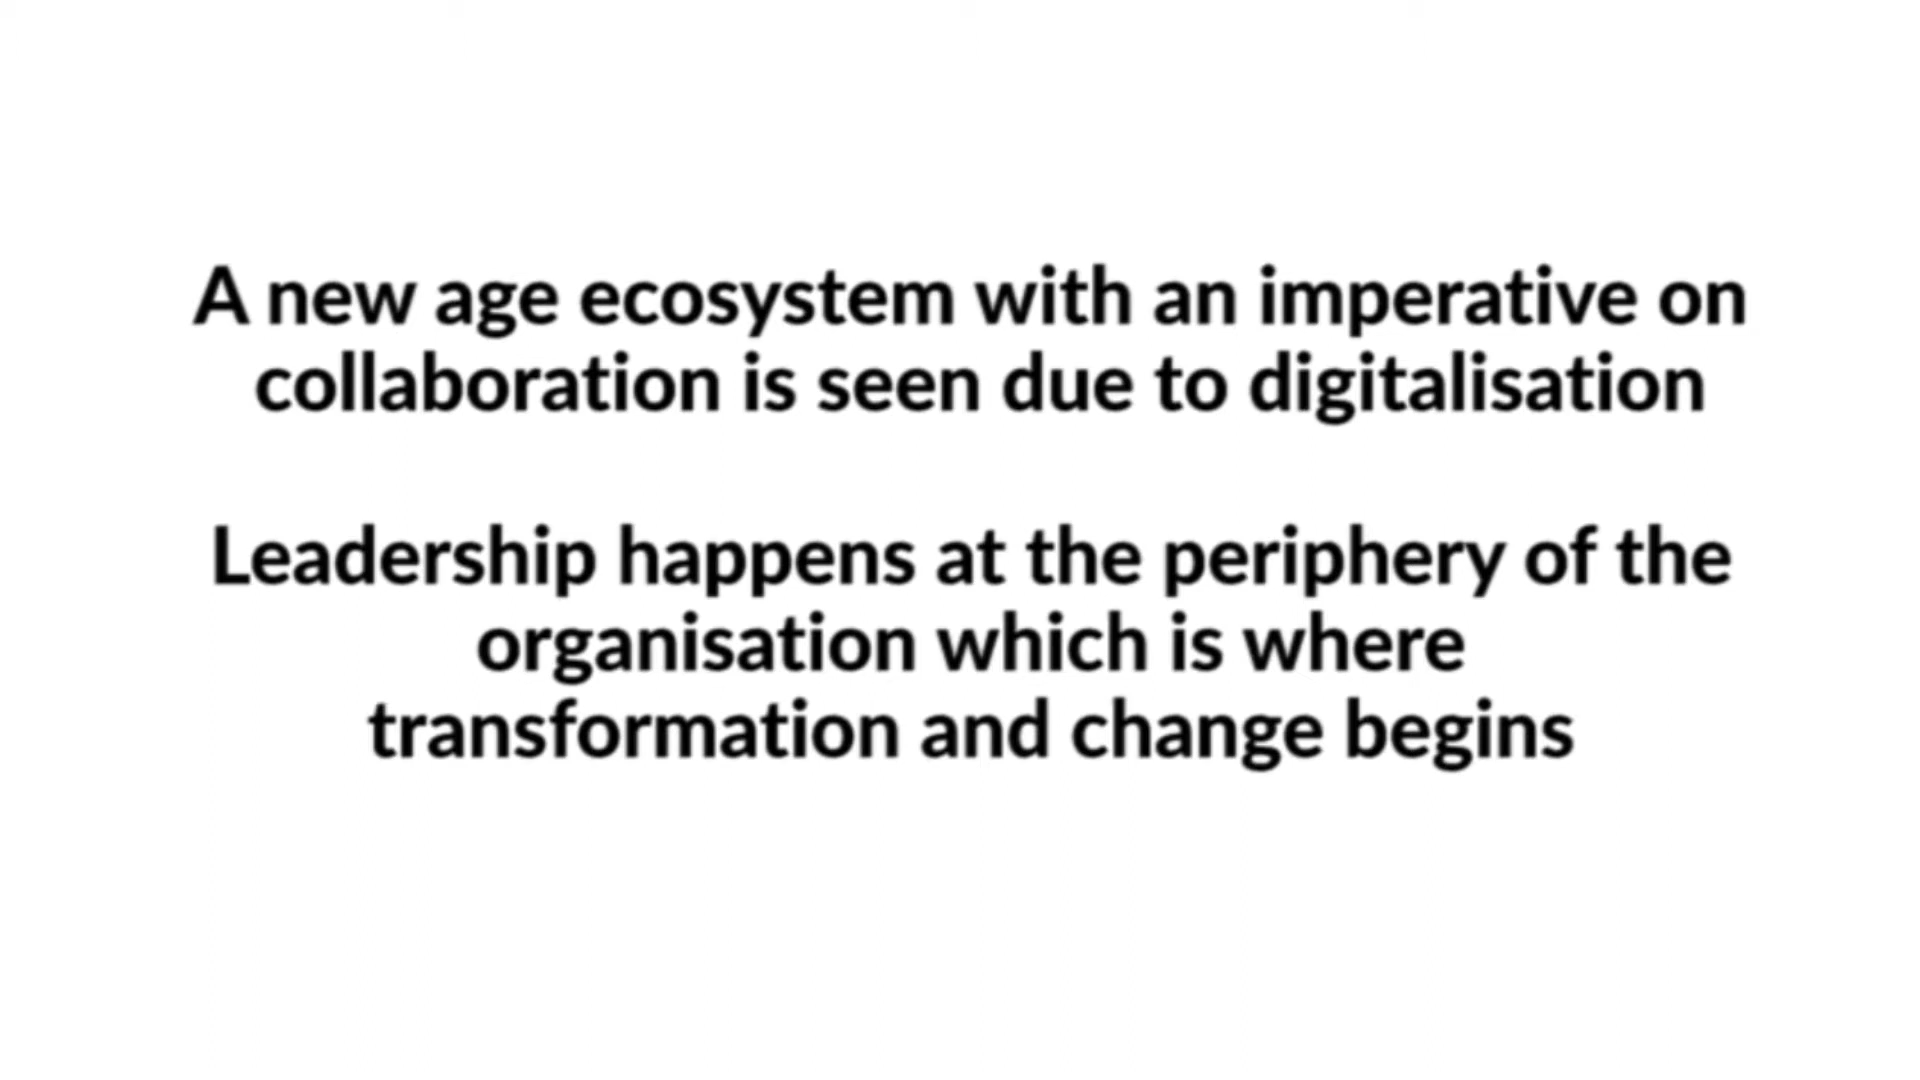 A new age ecosystem with an imperative on
collaboration is seen due to digitalisation
Leadership happens at the periphery of the
organisation which is where
transformation and change begins